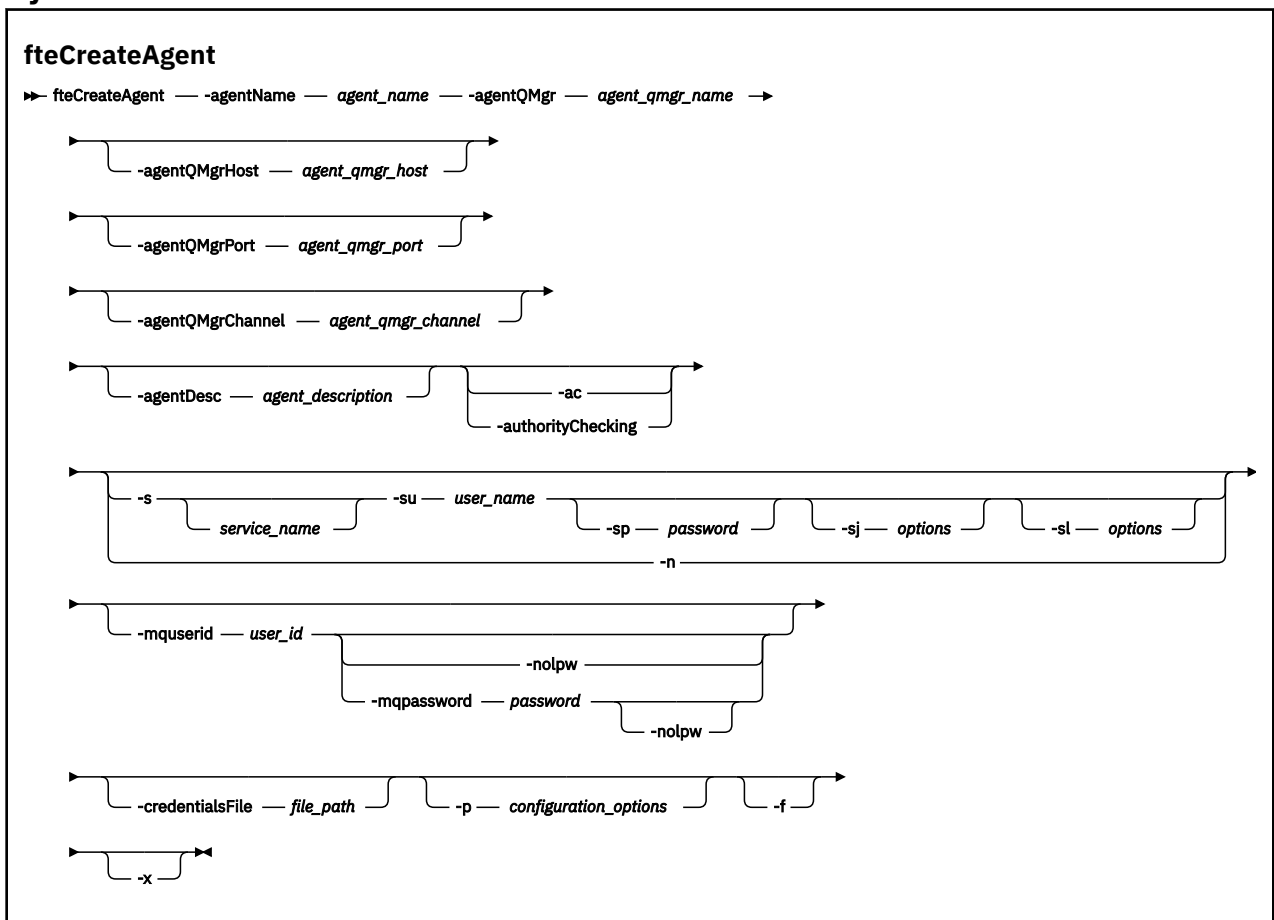 fteCreateAgent
fteCreateAgent -agentName agent_name -agentQMgr agent_qmgr_name
-agentQMgrHost agent_qmgr_host
-agentQMgrPort agent_qmgr_port
-agentQMgrChannel agent_qmgr_channel
-agentDesc agent_description -ac
-authorityChecking
-s service_name -su user_name -sp password -sj options -sl options
-n
-mquserid user_id -nolpw
-mqpassword password -nolpw
-credentialsFile file_path -p configuration_options -f
-x